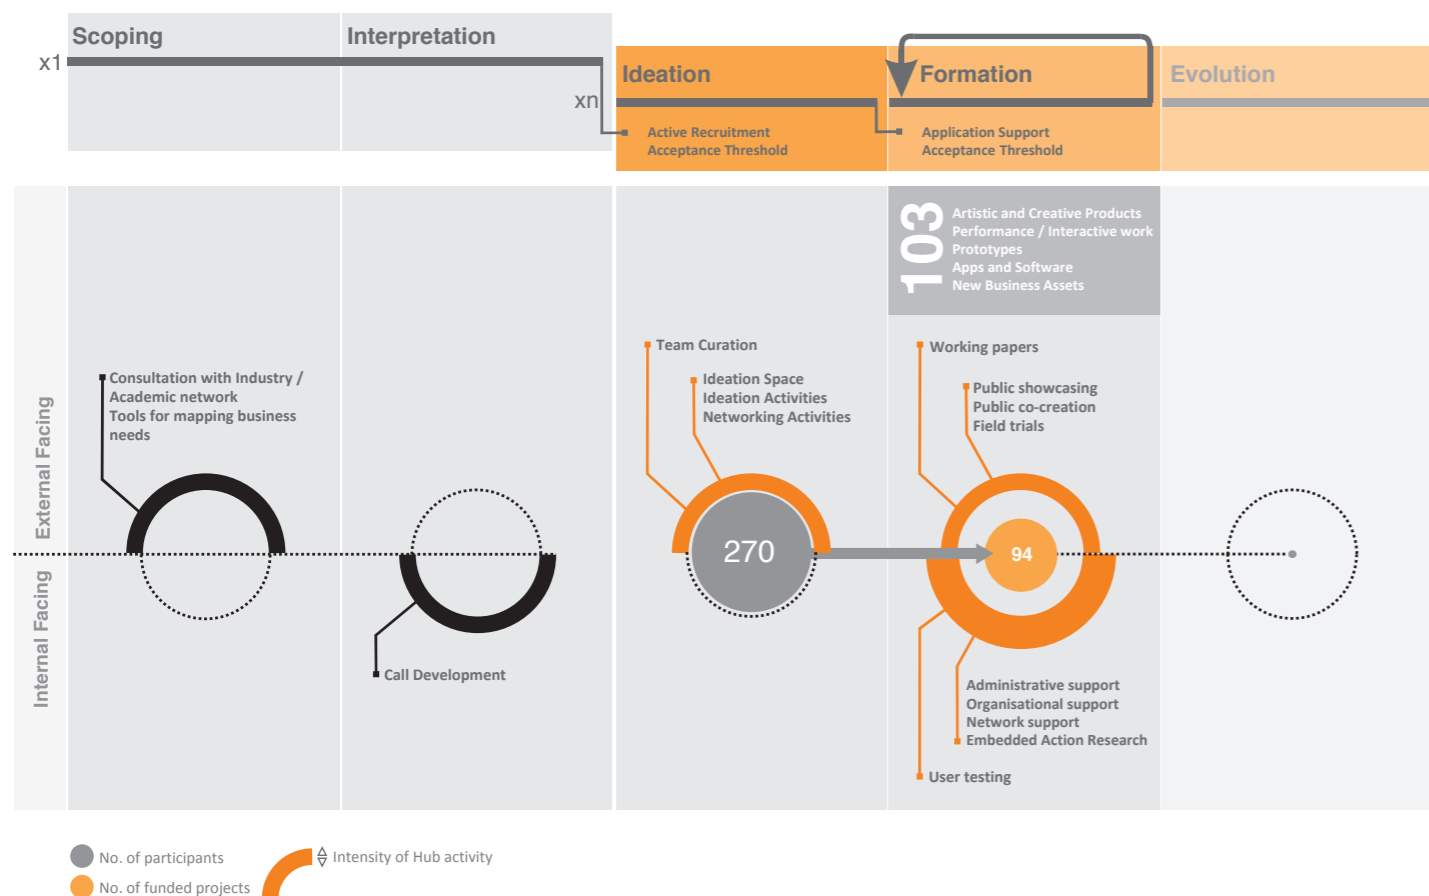 Scoping
Interpretation
x1
Ideation
Formation
Evolution
xn
Active Recruitment
Acceptance Threshold
Application Support
Acceptance Threshold
103
Artistic and Creative Products
Performance / Interactive work
Prototypes
Apps and Software
New Business Assets
External Facing
Internal Facing
Consultation with Industry /
Academic network
Tools for mapping business
needs
Call Development
Team Curation
Ideation Space
Ideation Activities
Networking Activities
270
Working papers
Public showcasing
Public co-creation
Field trials
94
Administrative support
Organisational support
Network support
Embedded Action Research
User testing
No. of participants
Intensity of Hub activity
No. of funded projects